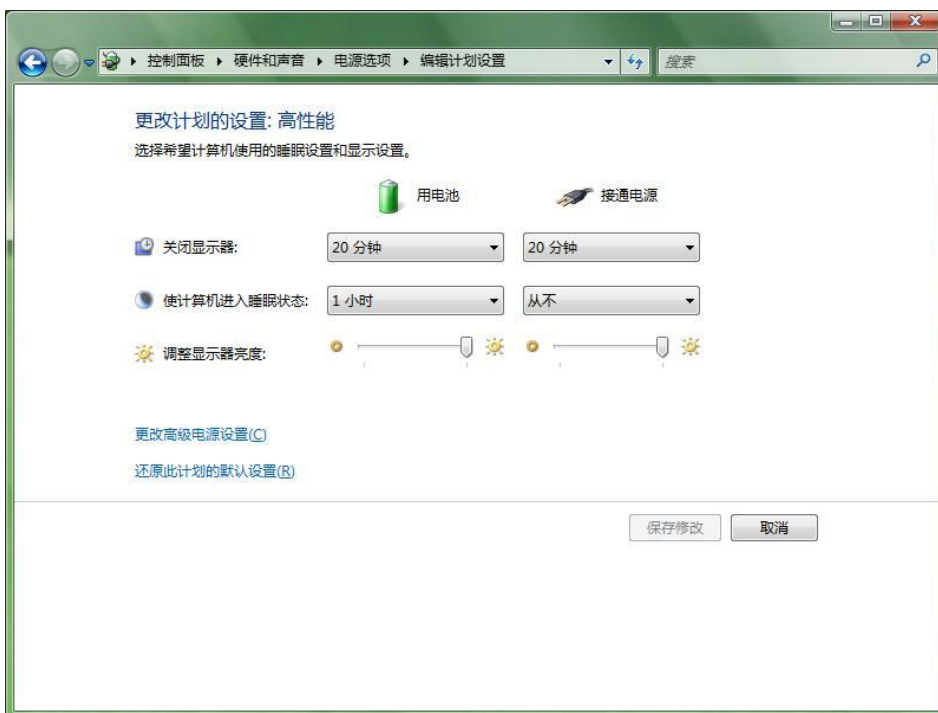 控制面板 硬件和声音 电源选项 编辑计划设置 搜索
更改计划的设置: 高性能
选择希望计算机使用的睡眠设置和显示设置。
用电池 接通电源
关闭显示器: 20 分钟 20 分钟
使计算机进入睡眠状态: 1 小时 从不
调整显示器亮度:
更改高级电源设置(C)
还原此计划的默认设置(R)
保存修改 取消